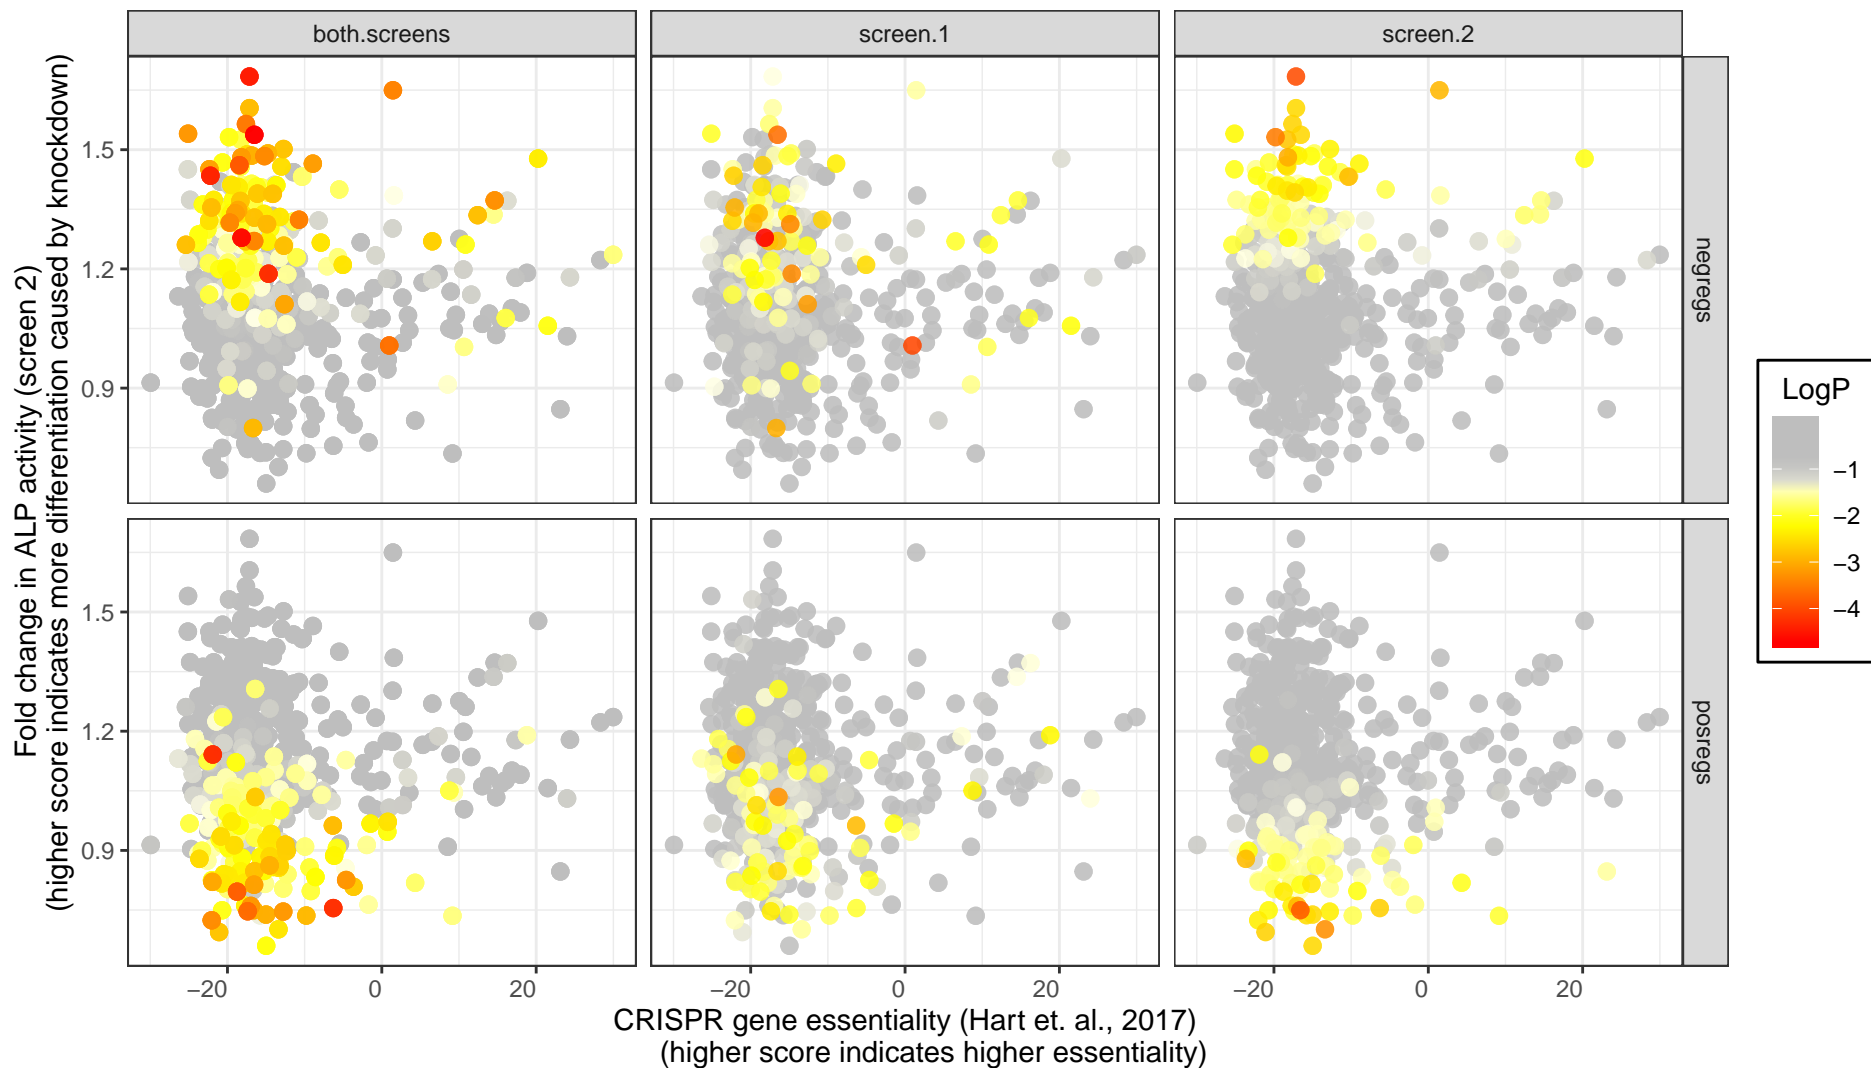 both.screens
screen.1
screen.2
Fold change in ALP activity (screen 2)
(higher score indicates more differentiation caused by knockdown)
1.5
1.2
0.9
negregs
1.5
1.2
0.9
posregs
−20
0
20
−20
0
20
−20
0
20
CRISPR gene essentiality (Hart et. al., 2017)
(higher score indicates higher essentiality)
LogP
−1
−2
−3
−4